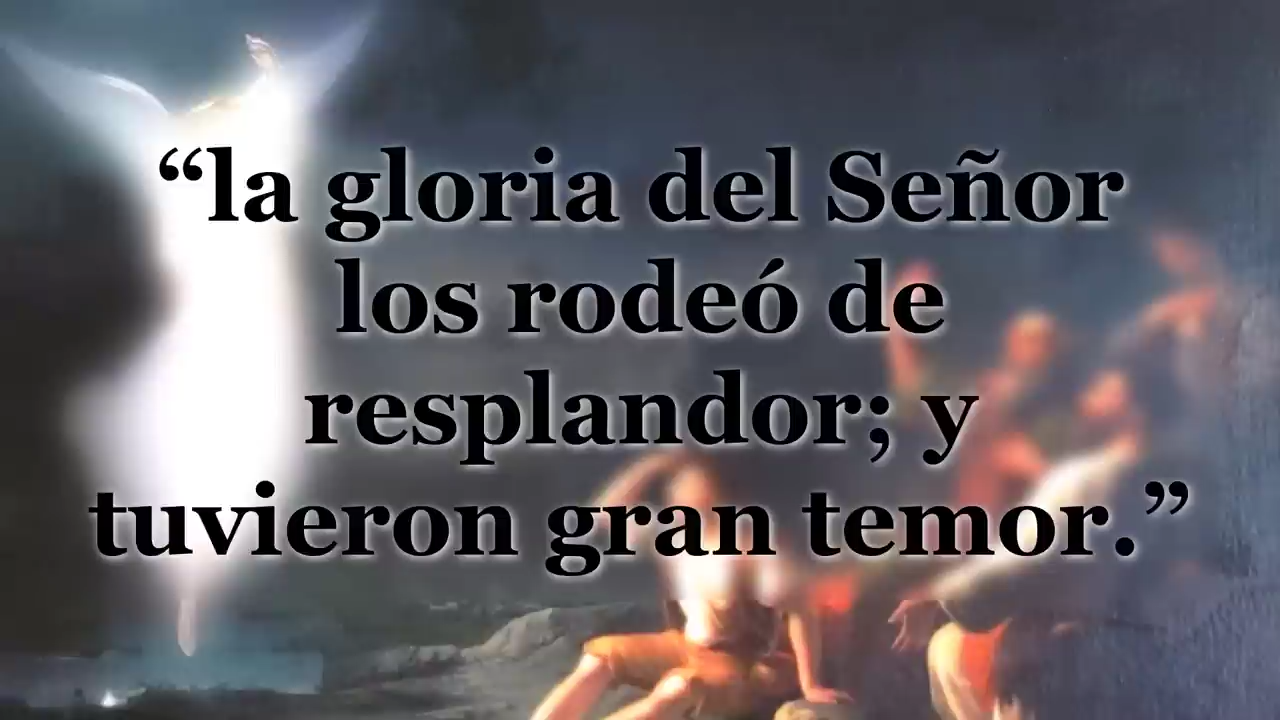 “la gloria del Señor
los rodeó de
resplandor; y
tuvieron gran temor.”